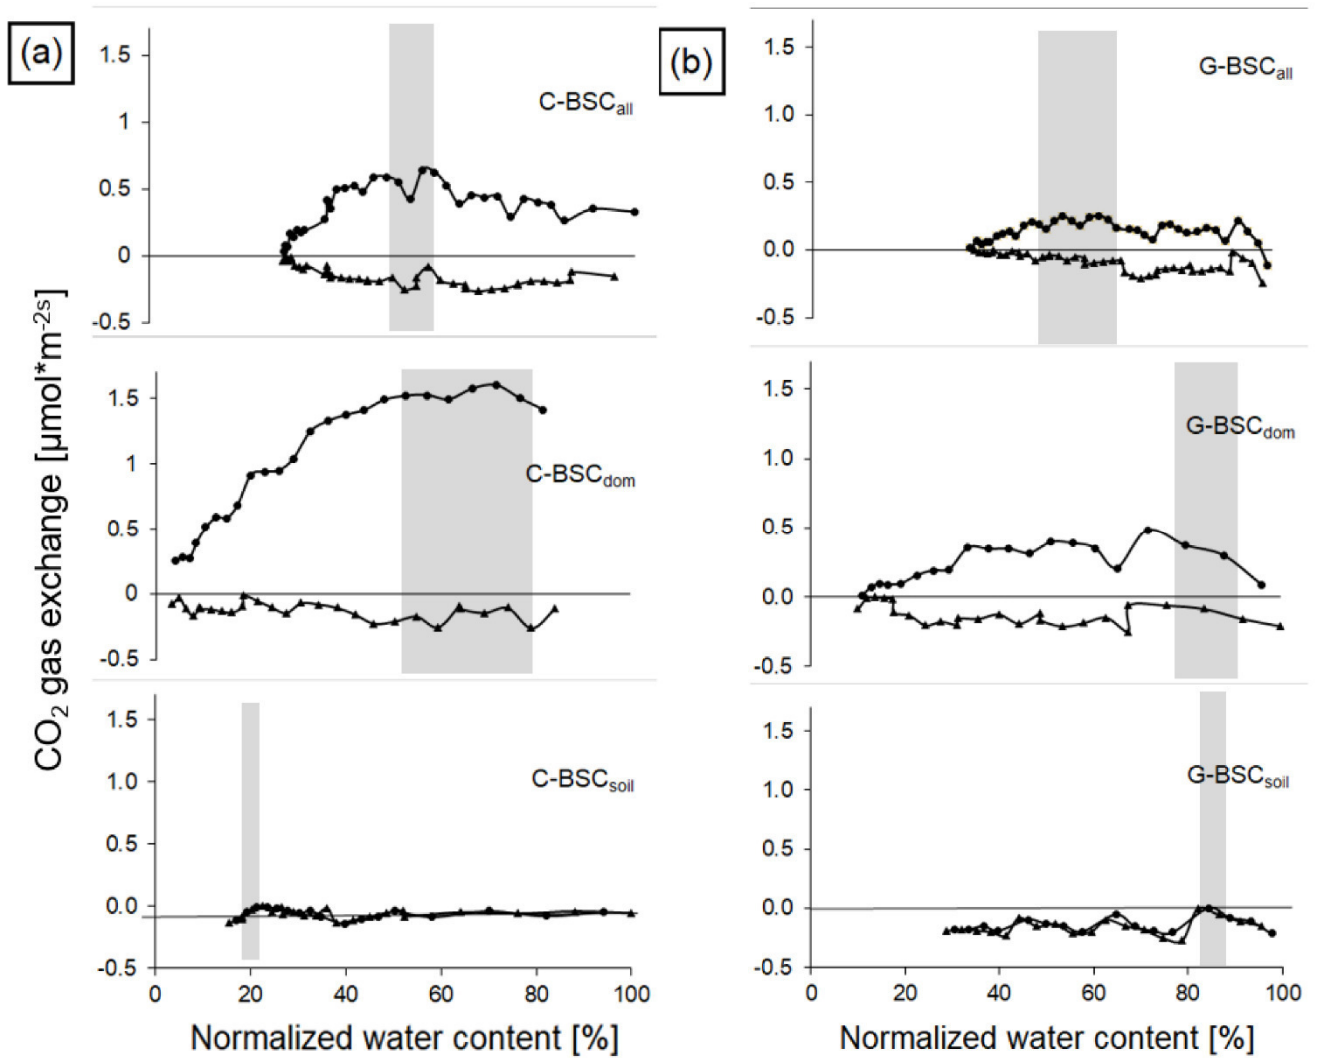 (a)
C-BSCall
1.5
1
0.5
0
-0.5
C-BSCdom
1.5
1
0.5
0
-0.5
C-BSCsoil
1.5
1.0
0.5
0.0
-0.5
0 20 40 60 80 100
Normalized water content [%]
CO2 gas exchange [µmol*m-2s]
(b)
G-BSCall
1.5
1.0
0.5
0.0
-0.5
G-BSCdom
1.5
1.0
0.5
0.0
-0.5
G-BSCsoil
1.5
1.0
0.5
0.0
-0.5
0 20 40 60 80 100
Normalized water content [%]